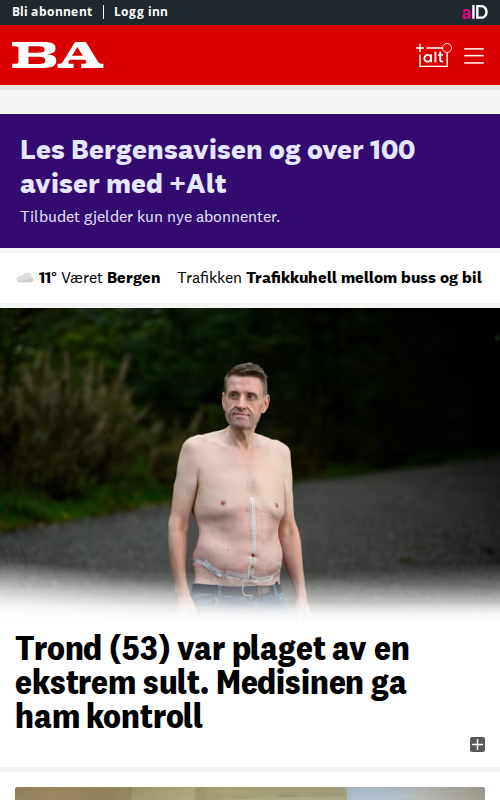 Bli abonnent | Logg inn
aID
BA
+alt
Les Bergensavisen og over 100
aviser med +Alt
Tilbudet gjelder kun nye abonnenter.
11° Været Bergen Trafikken Trafikkuhell mellom buss og bil
Trond (53) var plaget av en
ekstrem sult. Medisinen ga
ham kontroll